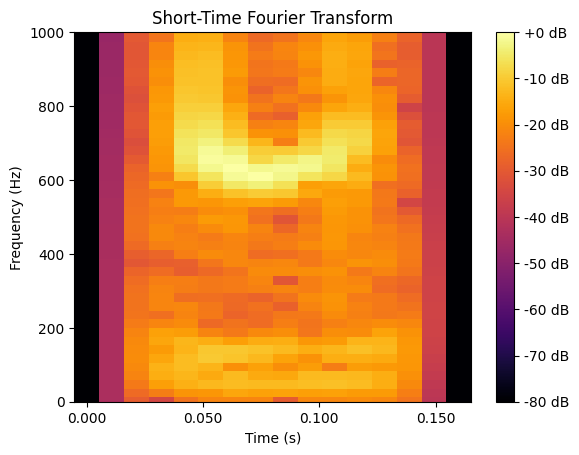 Short-Time Fourier Transform
Frequency (Hz)
1000
800
600
400
200
0
0.000
0.050
0.100
0.150
Time (s)
+0 dB
-10 dB
-20 dB
-30 dB
-40 dB
-50 dB
-60 dB
-70 dB
-80 dB